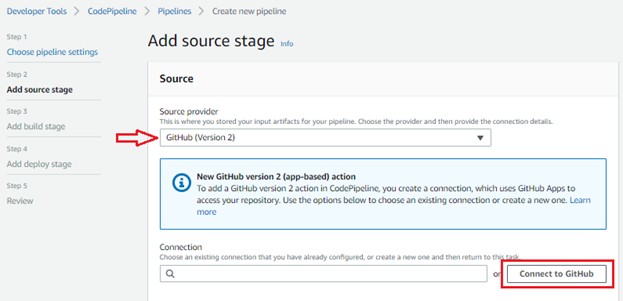 Developer Tools > CodePipeline > Pipelines > Create new pipeline
Step 1
Choose pipeline settings
Step 2
Add source stage
Step 3
Add build stage
Step 4
Add deploy stage
Step 5
Review
Add source stage Info
Source
Source provider
This is where you stored your input artifacts for your pipeline. Choose the provider and then provide the connection details.
GitHub (Version 2)
New GitHub version 2 (app-based) action
To add a GitHub version 2 action in CodePipeline, you create a connection, which uses GitHub Apps to
access your repository. Use the options below to choose an existing connection or create a new one. Learn
more
Connection
Choose an existing connection that you have already configured, or create a new one and then return to this task.
or Connect to GitHub